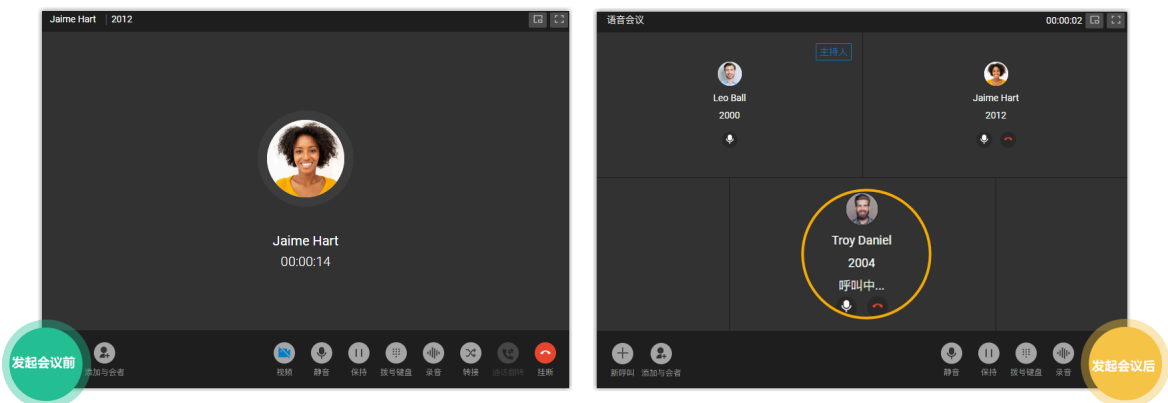 Jaime Hart | 2012
Jaime Hart
00:00:14
发起会议前
添加与会者
视频 静音 保持 拨号键盘 录音 转接 通话翻转 挂断
语音会议 00:00:02
主持人
Leo Ball
2000
Jaime Hart
2012
Troy Daniel
2004
呼叫中...
新呼叫 添加与会者
静音 保持 拨号键盘 录音
发起会议后